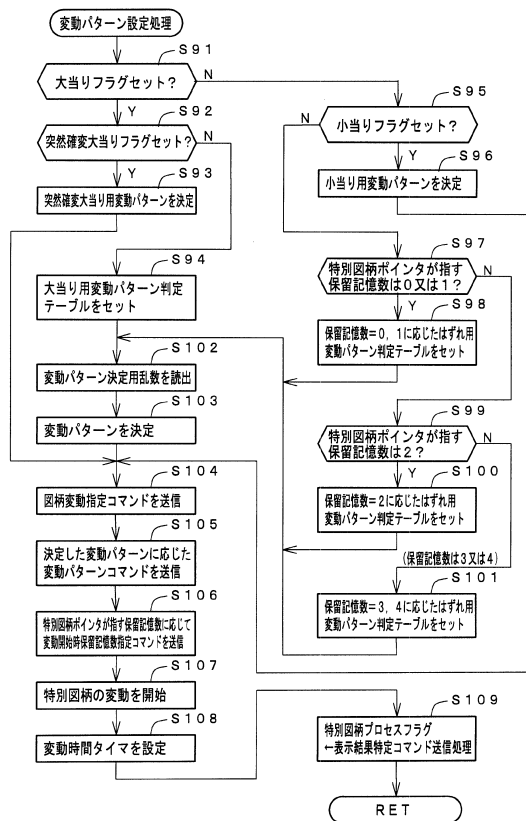 変動パターン設定処理
S91
大当りフラグセット?
N
Y
S92
突然確変大当りフラグセット?
N
Y
S93
突然確変大当り用変動パターンを決定
S94
大当り用変動パターン判定
テーブルをセット
S102
変動パターン決定用乱数を読出
S103
変動パターンを決定
S104
図柄変動指定コマンドを送信
S105
決定した変動パターンに応じた
変動パターンコマンドを送信
S106
特別図柄ポインタが指す保留記憶数に応じて
変動開始時保留記憶数指定コマンドを送信
S107
特別図柄の変動を開始
S108
変動時間タイマを設定
S95
N
小当りフラグセット?
Y
S96
小当り用変動パターンを決定
S97
特別図柄ポインタが指す
保留記憶数は0又は1?
N
Y
S98
保留記憶数=0,1に応じたはずれ用
変動パターン判定テーブルをセット
S99
特別図柄ポインタが指す
保留記憶数は2?
N
Y
S100
保留記憶数=2に応じたはずれ用
変動パターン判定テーブルをセット
(保留記憶数は3又は4)
S101
保留記憶数=3,4に応じたはずれ用
変動パターン判定テーブルをセット
S109
特別図柄プロセスフラグ
←表示結果特定コマンド送信処理
RET